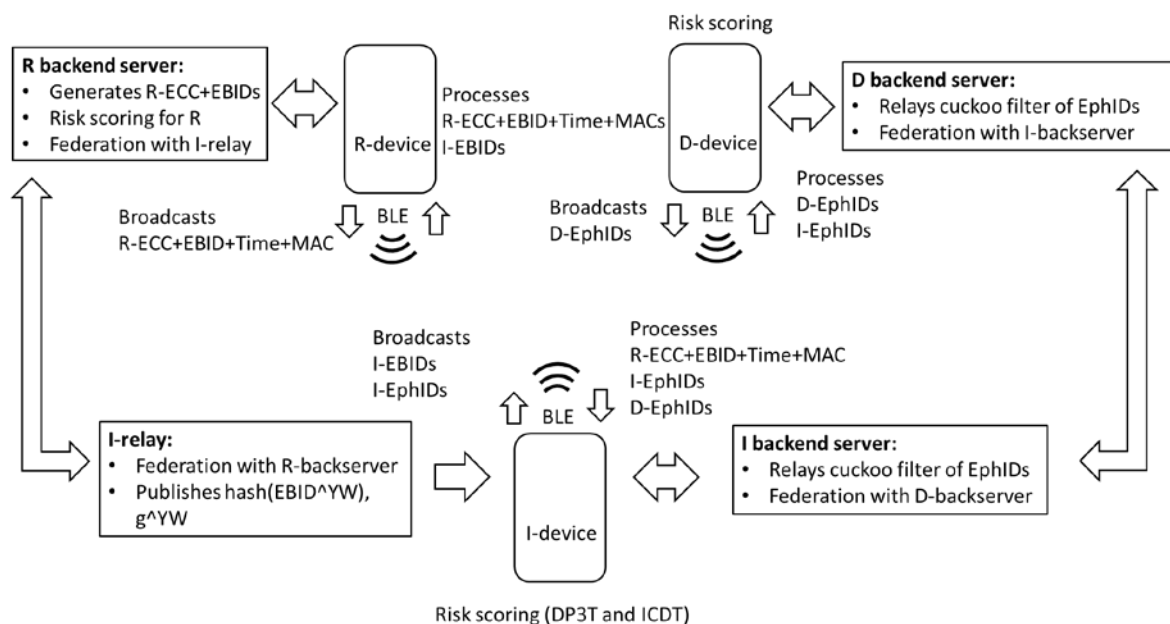 Risk scoring
R backend server:
• Generates R-ECC+EBIDs
• Risk scoring for R
• Federation with I-relay
R-device
Processes
R-ECC+EBID+Time+MACs
I-EBIDs
D-device
D backend server:
• Relays cuckoo filter of EphIDs
• Federation with I-backserver
Broadcasts
R-ECC+EBID+Time+MAC
BLE
Broadcasts
D-EphIDs
BLE
Processes
D-EphIDs
I-EphIDs
Broadcasts
I-EBIDs
I-EphIDs
Processes
R-ECC+EBID+Time+MAC
I-EphIDs
D-EphIDs
BLE
I-relay:
• Federation with R-backserver
• Publishes hash(EBID^YW),
g^YW
I-device
I backend server:
• Relays cuckoo filter of EphIDs
• Federation with D-backserver
Risk scoring (DP3T and ICDT)